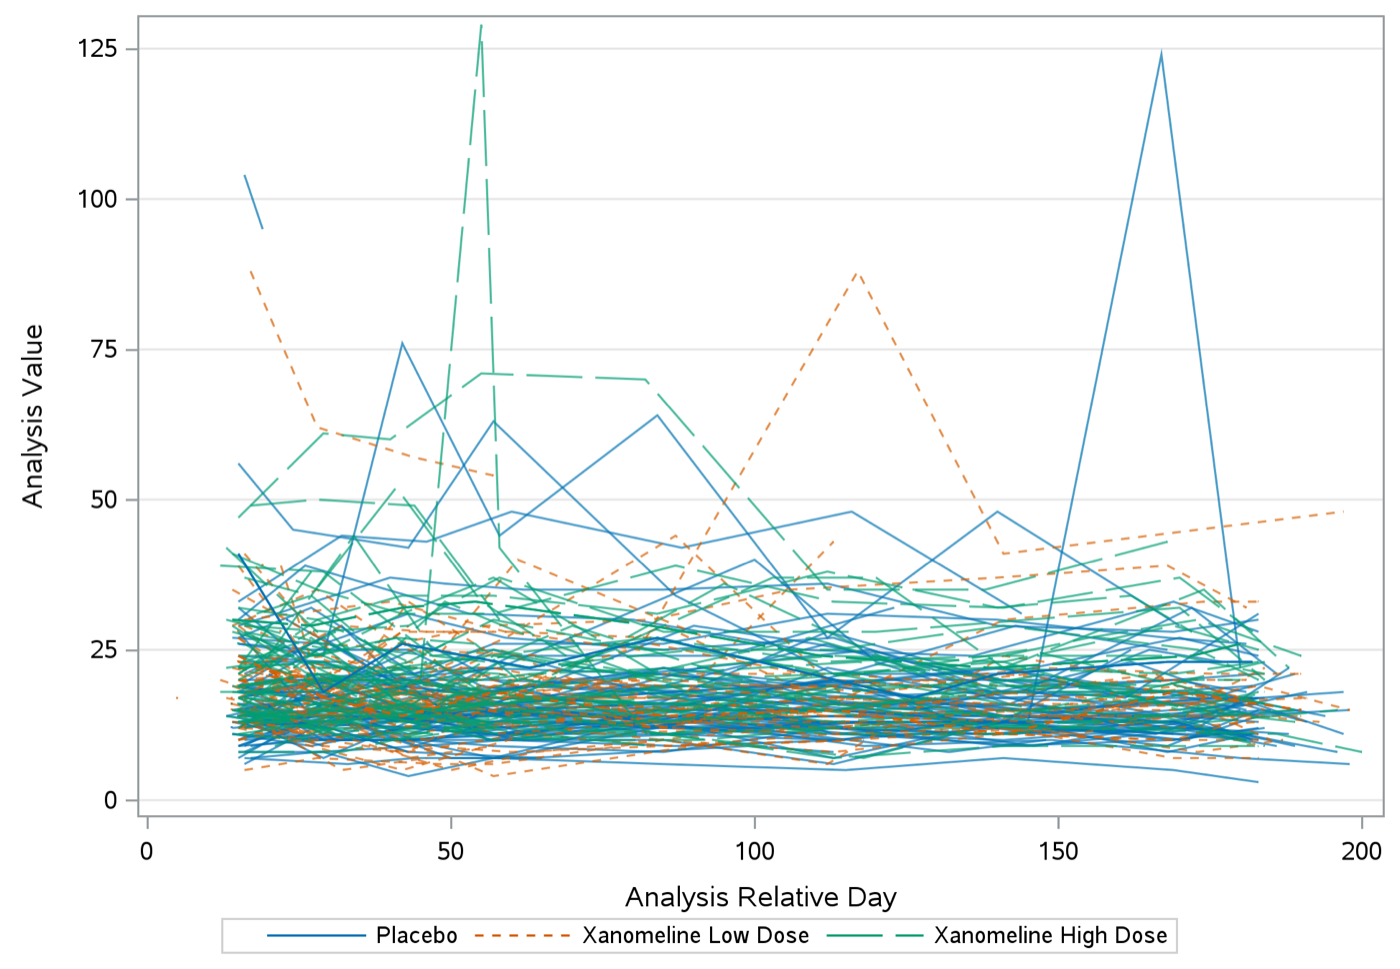 Analysis Value
125
100
75
50
25
0
0 50 100 150 200
Analysis Relative Day
Placebo Xanomeline Low Dose Xanomeline High Dose